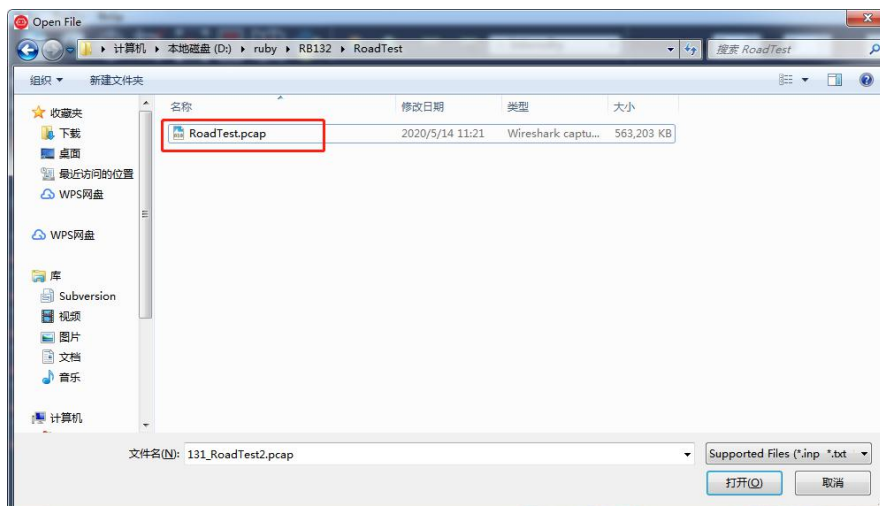 Open File
计算机 ▸ 本地磁盘 (D:) ▸ ruby ▸ RB132 ▸ RoadTest
搜索 RoadTest
组织 新建文件夹
名称 修改日期 类型 大小
RoadTest.pcap 2020/5/14 11:21 Wireshark captu... 563,203 KB
收藏夹
下载
桌面
最近访问的位置
WPS网盘
WPS网盘
库
Subversion
视频
图片
文档
音乐
计算机
文件名(N): 131_RoadTest2.pcap
Supported Files (*.inp *.txt
打开(O) 取消